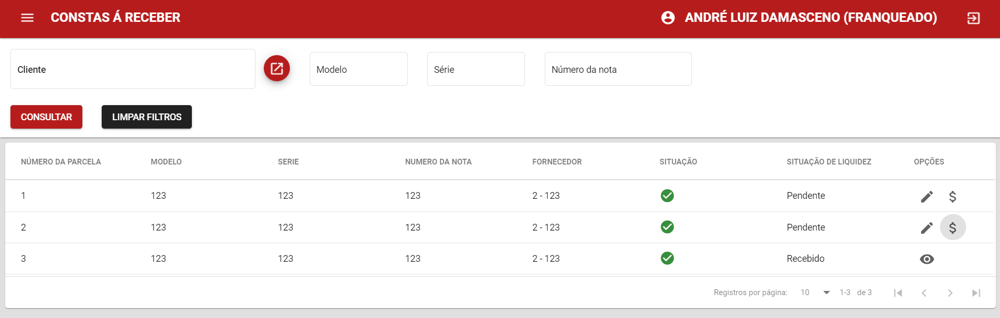 CONSTAS Á RECEBER ANDRÉ LUIZ DAMASCENO (FRANQUEADO)
Cliente Modelo Série Número da nota
CONSULTAR LIMPAR FILTROS
NÚMERO DA PARCELA MODELO SERIE NUMERO DA NOTA FORNECEDOR SITUAÇÃO SITUAÇÃO DE LIQUIDEZ OPÇÕES
1 123 123 123 2 - 123 Pendente $
2 123 123 123 2 - 123 Pendente $
3 123 123 123 2 - 123 Recebido
Registros por página: 10 1-3 de 3